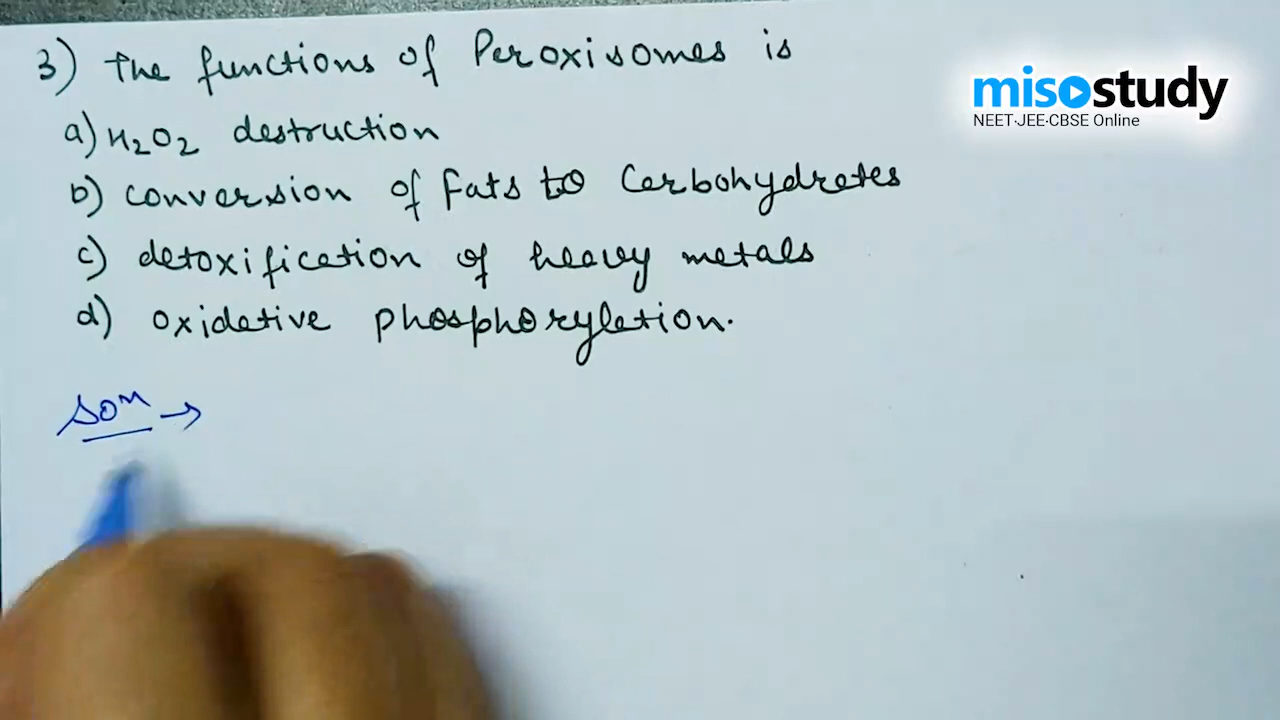 3) The functions of Peroxisomes is
misostudy
NEET·JEE·CBSE Online
a) H2O2 destruction
b) conversion of fats to Carbohydrates
c) detoxification of heavy metals
d) oxidative phosphorylation.
Soln →